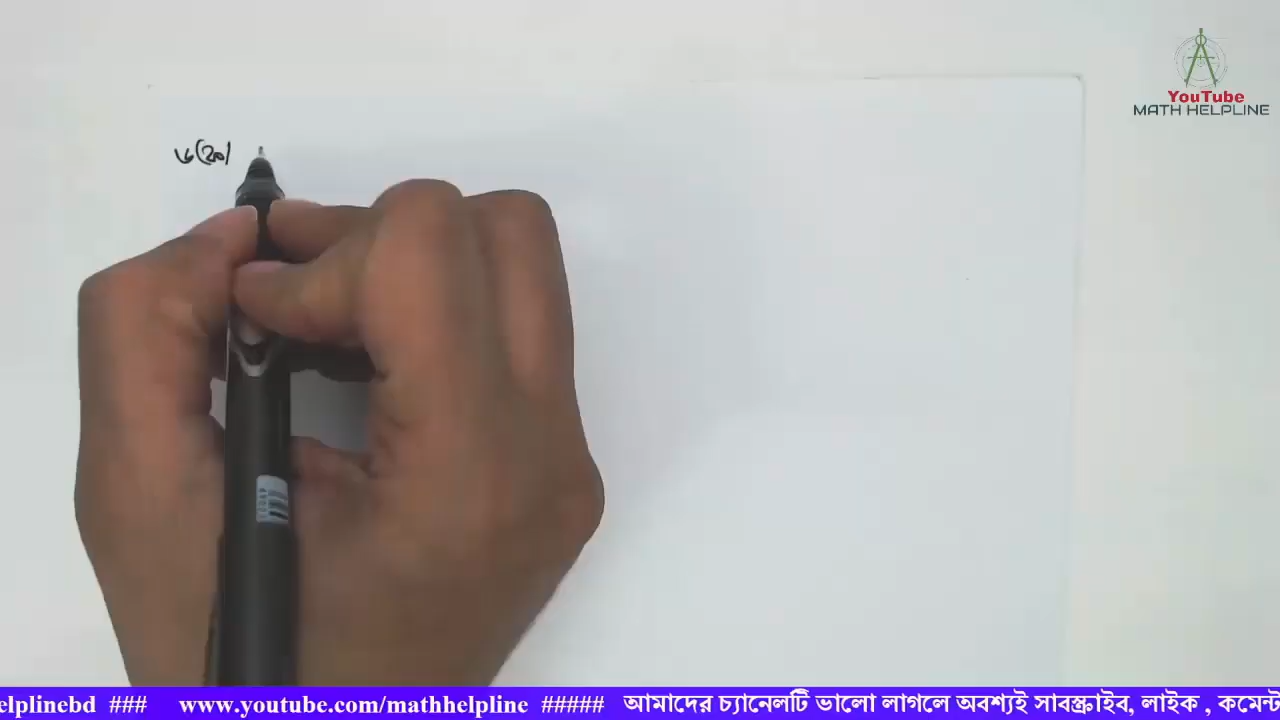 YouTube
MATH HELPLINE
elplinebd ### www.youtube.com/mathhelpline ##### আমাদের চ্যানেলটি ভালো লাগলে অবশ্যই সাবস্ক্রাইব, লাইক , কমেন্ট